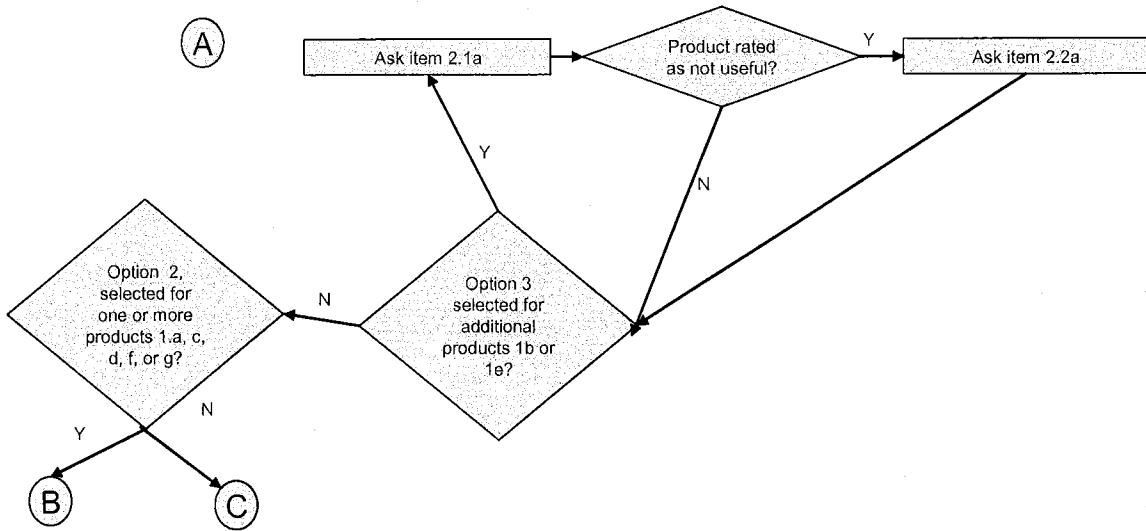 A
Ask item 2.1a
Product rated
as not useful?
Y
Ask item 2.2a
Y
N
Option 2,
selected for
one or more
products 1.a, c,
d, f, or g?
N
Option 3
selected for
additional
products 1b or
1e?
Y
N
B
C